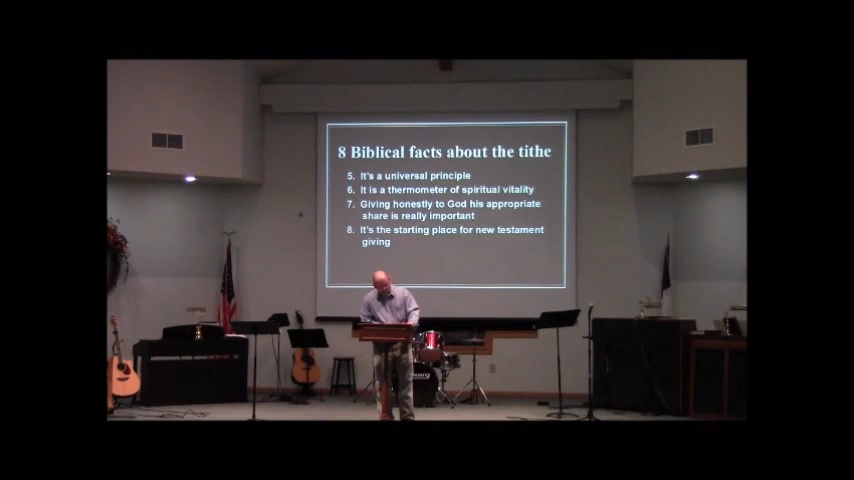 8 Biblical facts about the tithe
5. It's a universal principle
6. It is a thermometer of spiritual vitality
7. Giving honestly to God his appropriate
share is really important
8. It's the starting place for new testament
giving